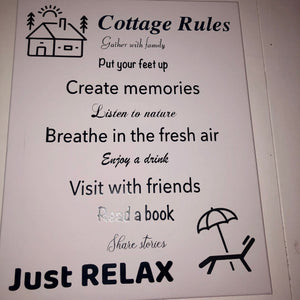 Cottage Rules
Gather with family
Put your feet up
Create memories
Listen to nature
Breathe in the fresh air
Enjoy a drink
Visit with friends
Read a book
Share stories
Just RELAX